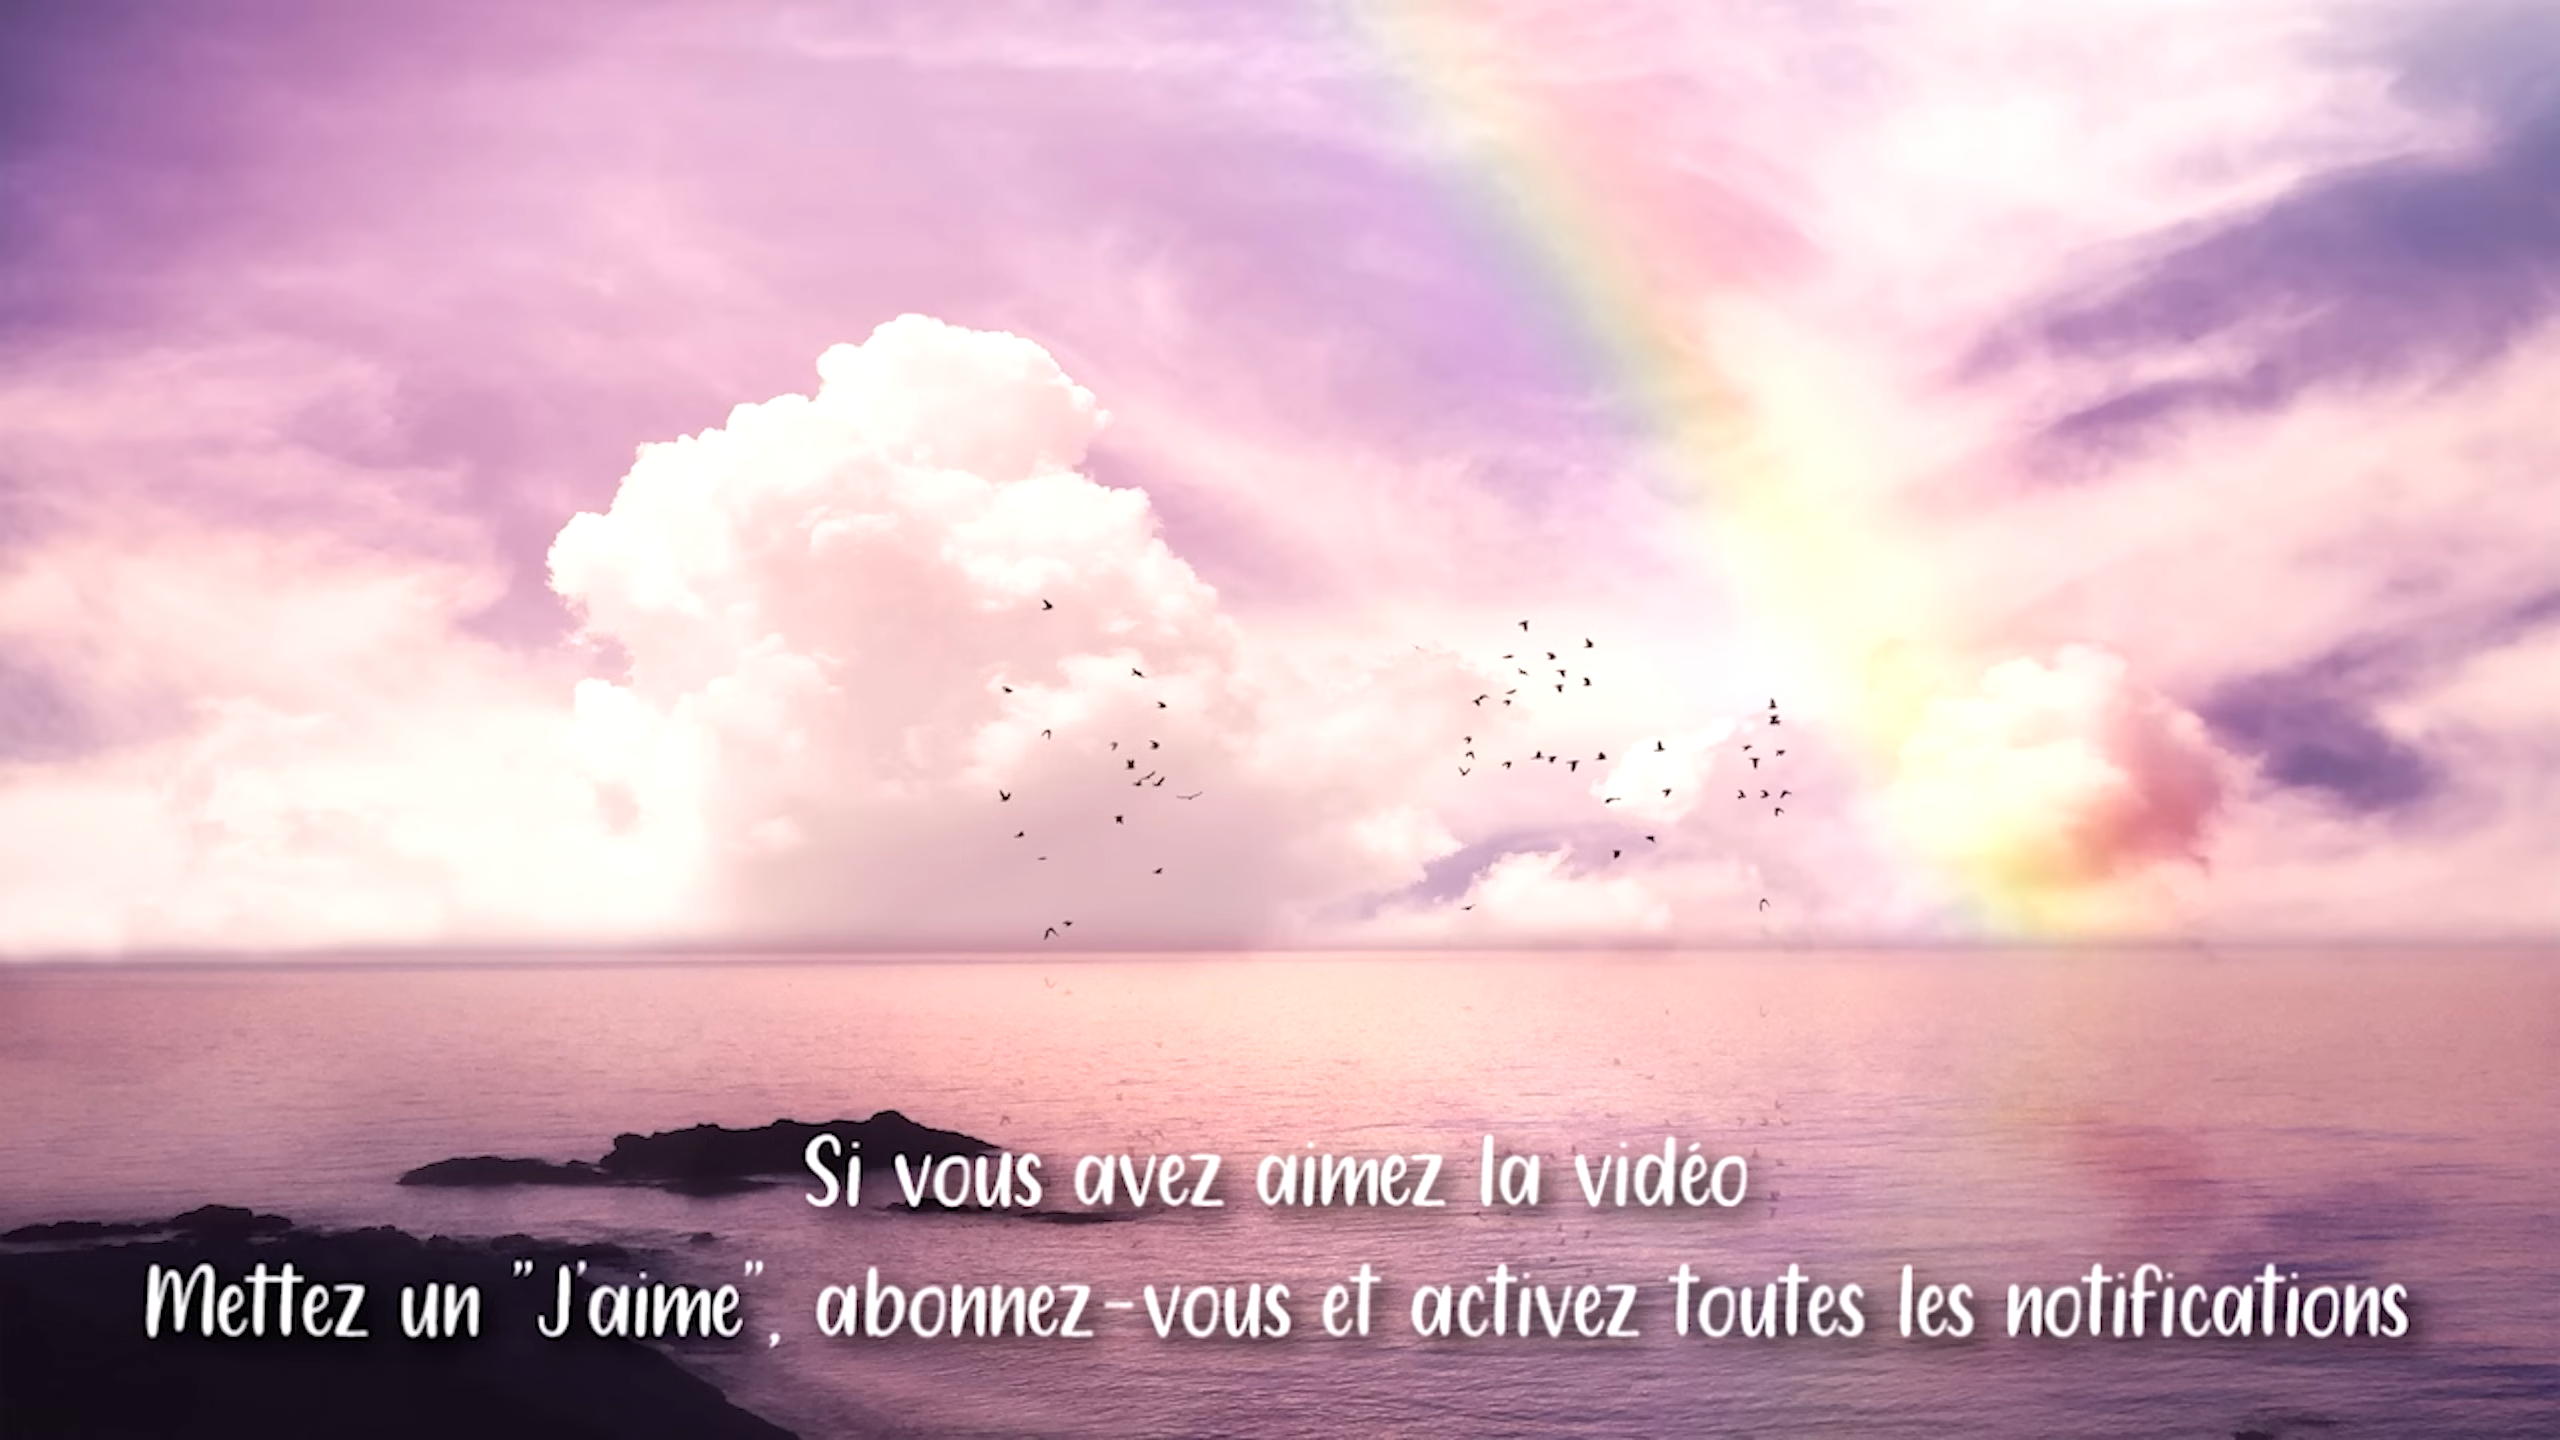 Si vous avez aimez la vidéo
Mettez un "J'aime", abonnez-vous et activez toutes les notifications